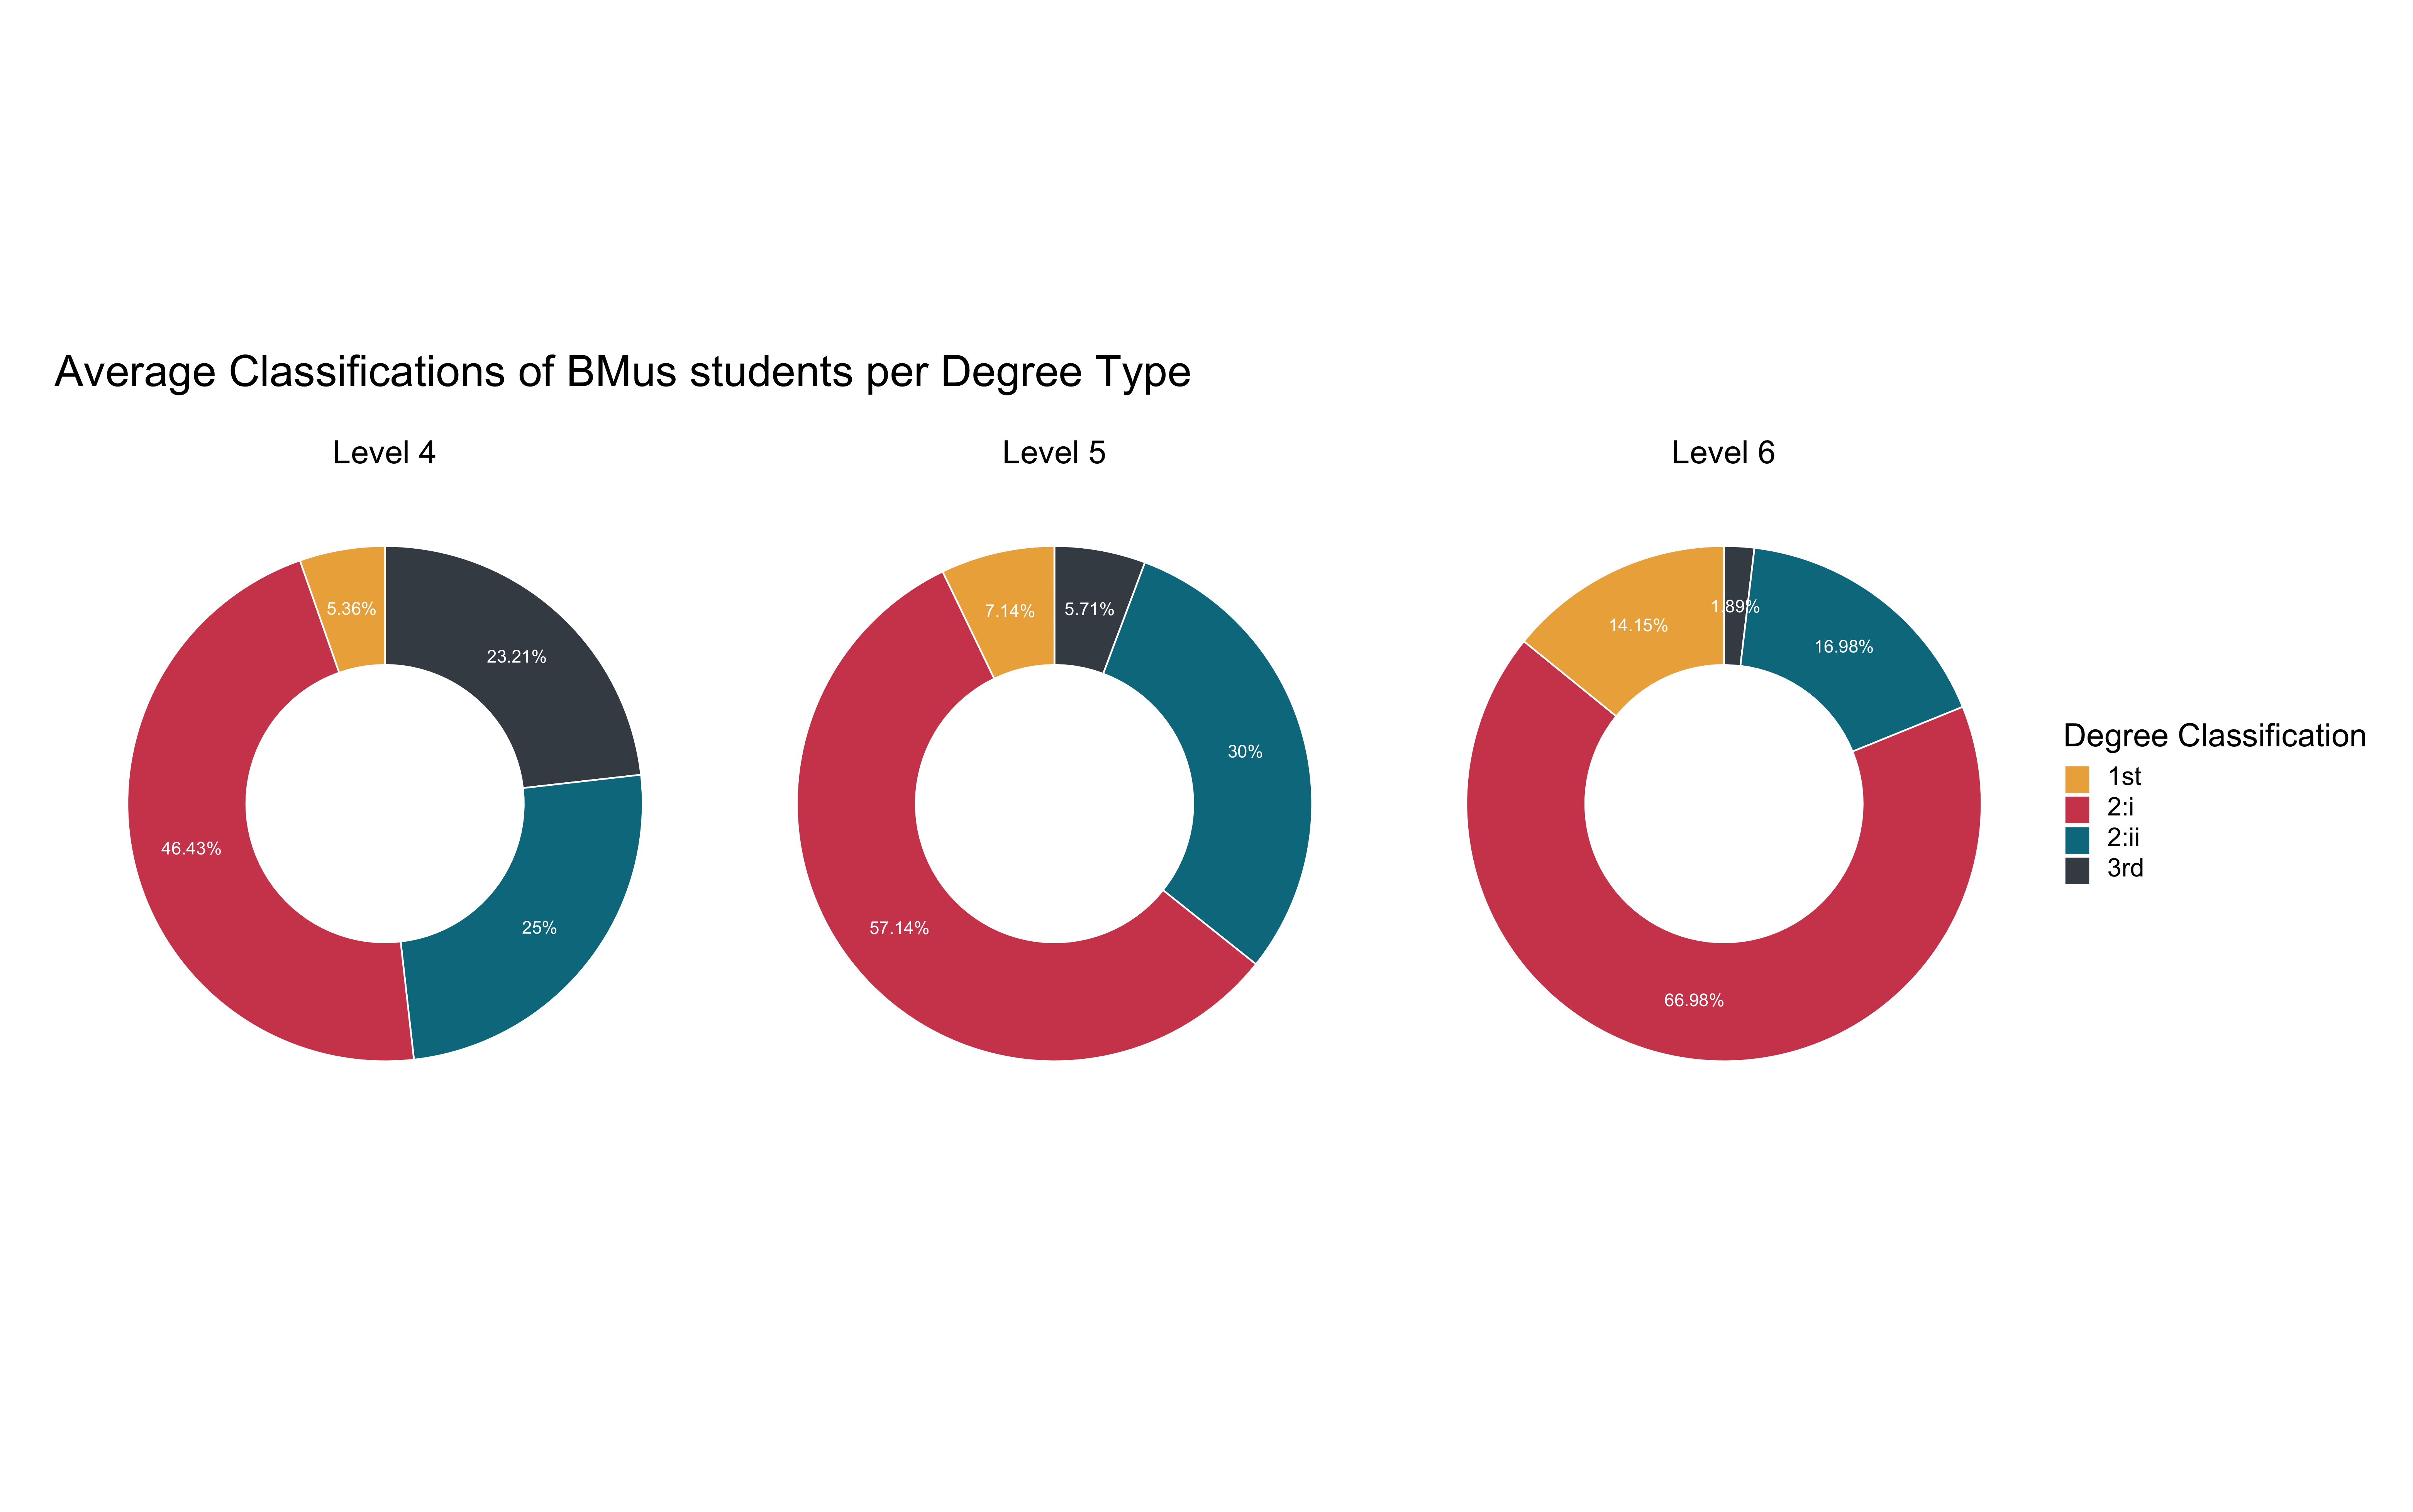 Average Classifications of BMus students per Degree Type
Level 4
Level 5
Level 6
5.36%
23.21%
46.43%
25%
7.14%
5.71%
30%
57.14%
14.15%
1.89%
16.98%
66.98%
Degree Classification
1st
2:i
2:ii
3rd